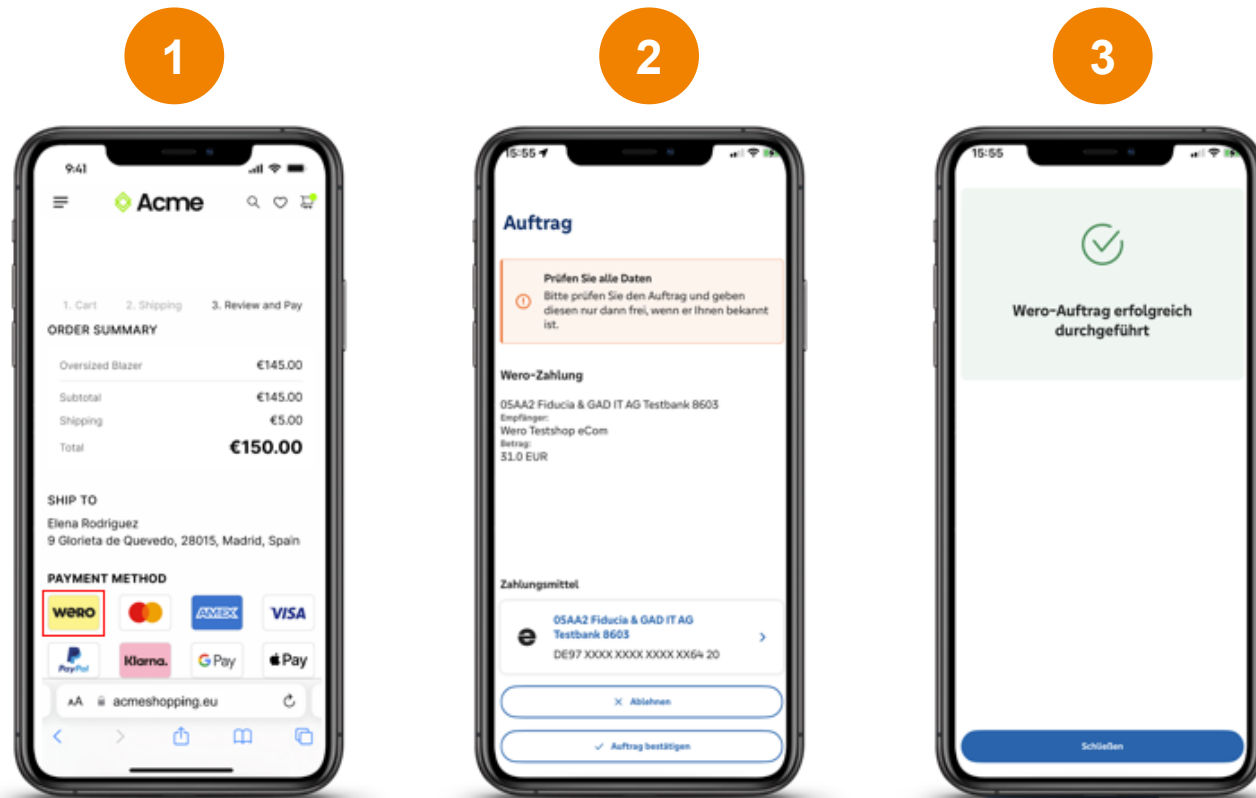 1
9:41
Acme
1. Cart 2. Shipping 3. Review and Pay
ORDER SUMMARY
Oversized Blazer €145.00
Subtotal €145.00
Shipping €5.00
Total €150.00
SHIP TO
Elena Rodriguez
9 Glorieta de Quevedo, 28015, Madrid, Spain
PAYMENT METHOD
wero AMEX VISA
PayPal Klarna. G Pay Pay
AA acmeshopping.eu
2
15:55
Auftrag
Prüfen Sie alle Daten
Bitte prüfen Sie den Auftrag und geben
diesen nur dann frei, wenn er Ihnen bekannt
ist.
Wero-Zahlung
05AA2 Fiducia & GAD IT AG Testbank 8603
Empfänger:
Wero Testshop eCom
Betrag:
31.0 EUR
Zahlungsmittel
05AA2 Fiducia & GAD IT AG
Testbank 8603
DE97 XXXX XXXX XXXX XX64 20
Ablehnen
Auftrag bestätigen
3
15:55
Wero-Auftrag erfolgreich
durchgeführt
Schließen